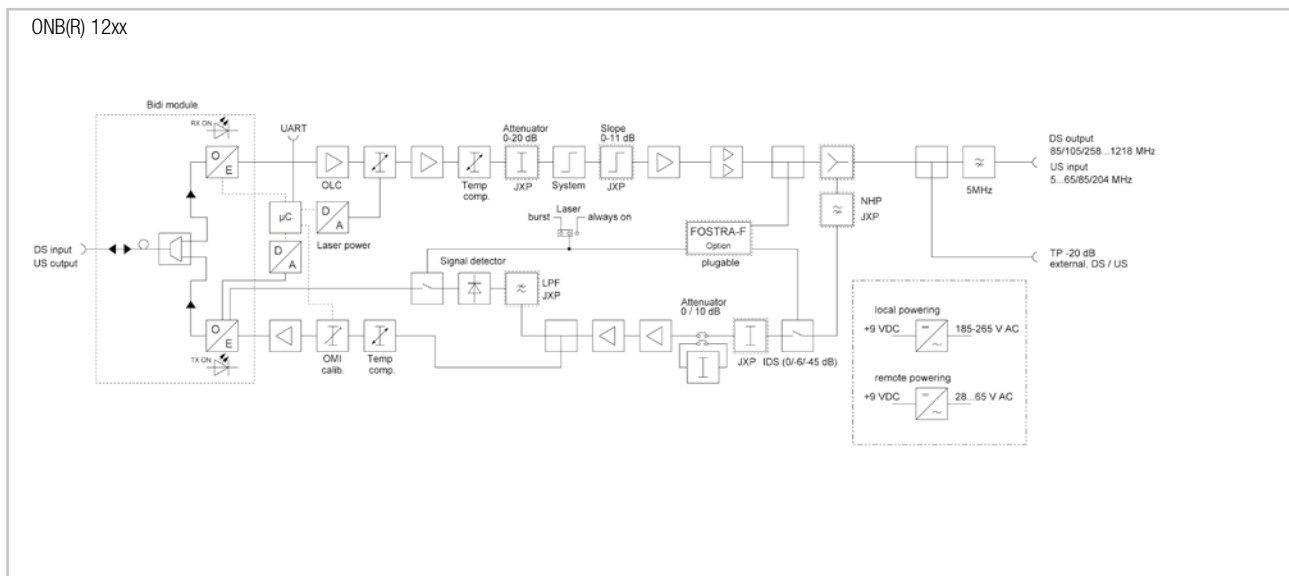 ONB(R) 12xx
Bidi module
RX ON
UART
Attenuator
0-20 dB
Slope
0-11 dB
DS output
85/105/258...1218 MHz
US input
5...65/85/204 MHz
O
E
OLC
Temp
comp.
JXP
System
JXP
5MHz
µC
D
A
Laser power
Laser
burst
always on
NHP
JXP
FOSTRA-F
Option
plugable
DS input
US output
D
A
TP -20 dB
external, DS / US
Signal detector
LPF
JXP
Attenuator
0 / 10 dB
local powering
+9 VDC
185-265 V AC
O
E
TX ON
OMI
calib.
Temp
comp.
JXP
IDS (0/-6/-45 dB)
remote powering
+9 VDC
28...65 V AC